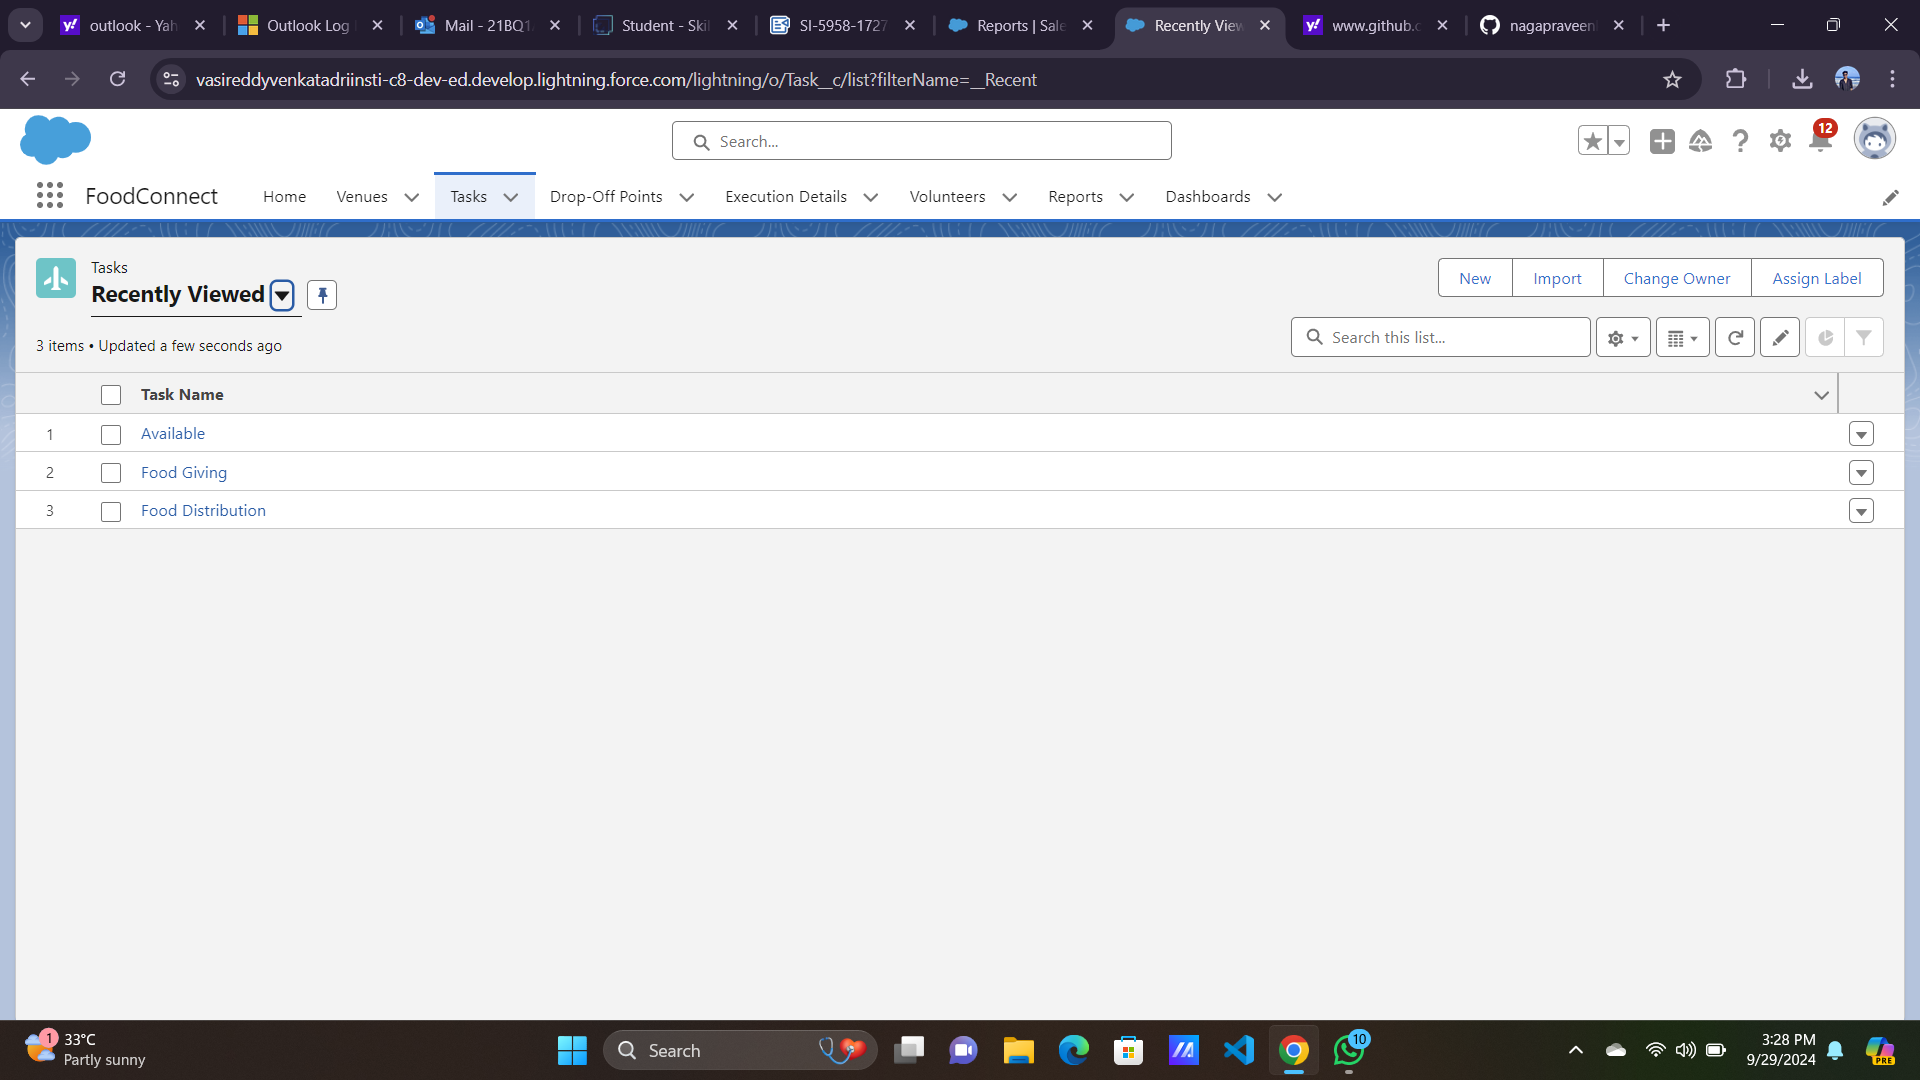 outlook - Yah
Outlook Log
Mail - 21BQ1
Student - Skil
SI-5958-1727
Reports | Sale
Recently View
www.github.c
nagapraveen
vasireddyvenkatadriinsti-c8-dev-ed.develop.lightning.force.com/lightning/o/Task__c/list?filterName=__Recent
Search...
12
FoodConnect
Home
Venues
Tasks
Drop-Off Points
Execution Details
Volunteers
Reports
Dashboards
Tasks
Recently Viewed
New
Import
Change Owner
Assign Label
3 items • Updated a few seconds ago
Search this list...
Task Name
1 Available
2 Food Giving
3 Food Distribution
1
33°C
Partly sunny
Search
10
3:28 PM
9/29/2024
PRE